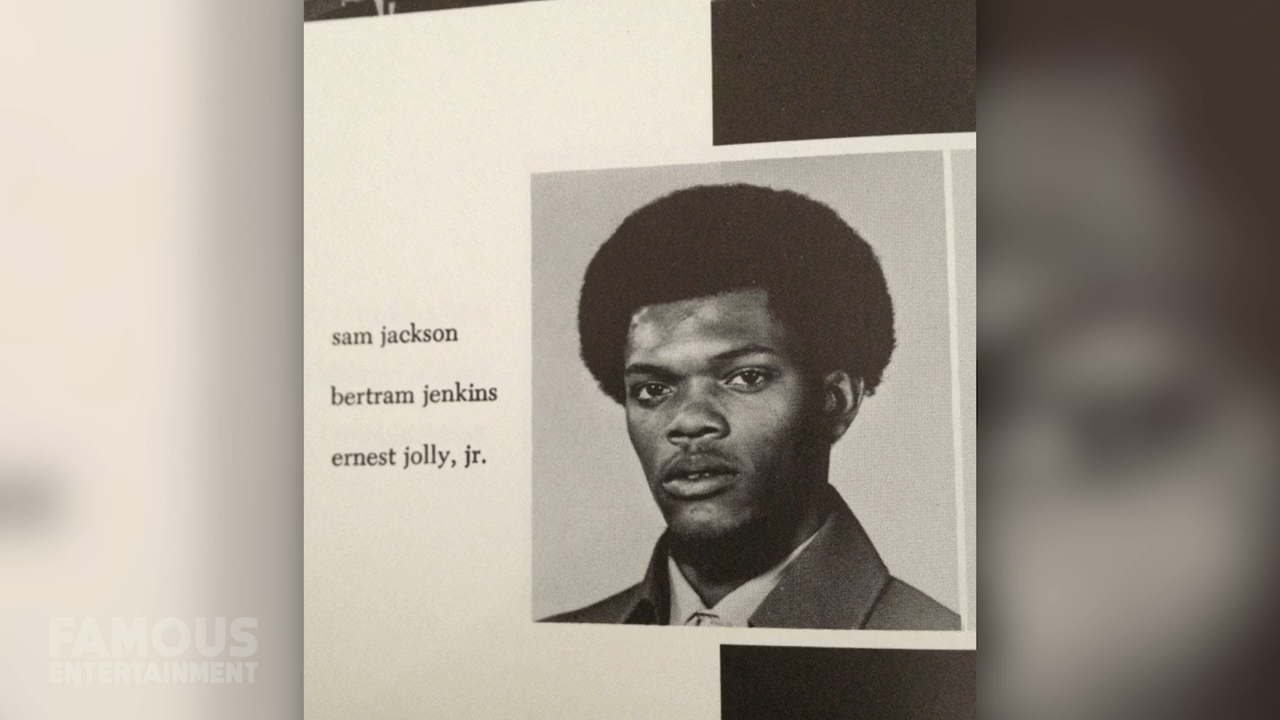 sam jackson
bertram jenkins
ernest jolly, jr.
FAMOUS
ENTERTAINMENT